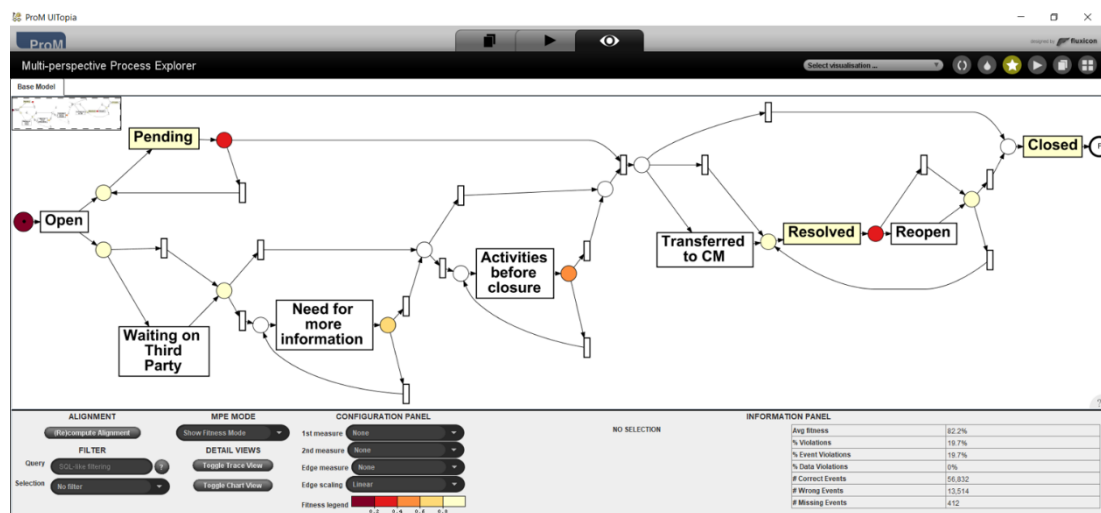 ProM UITopia
ProM
designed by fluxicon
Multi-perspective Process Explorer
Select visualisation ...
Base Model
Pending
Closed
Open
Resolved
Reopen
Transferred
to CM
Activities
before
closure
Need for
more
information
Waiting on
Third
Party
?
ALIGNMENT
(Re)compute Alignment
FILTER
Query
SQL-like filtering
?
Selection
No filter
MPE MODE
Show Fitness Mode
DETAIL VIEWS
Toggle Trace View
Toggle Chart View
CONFIGURATION PANEL
1st measure
None
2nd measure
None
Edge measure
None
Edge scaling
Linear
Fitness legend
NO SELECTION
INFORMATION PANEL
Avg fitness 82.2%
% Violations 19.7%
% Event Violations 19.7%
% Data Violations 0%
# Correct Events 56,832
# Wrong Events 13,514
# Missing Events 412